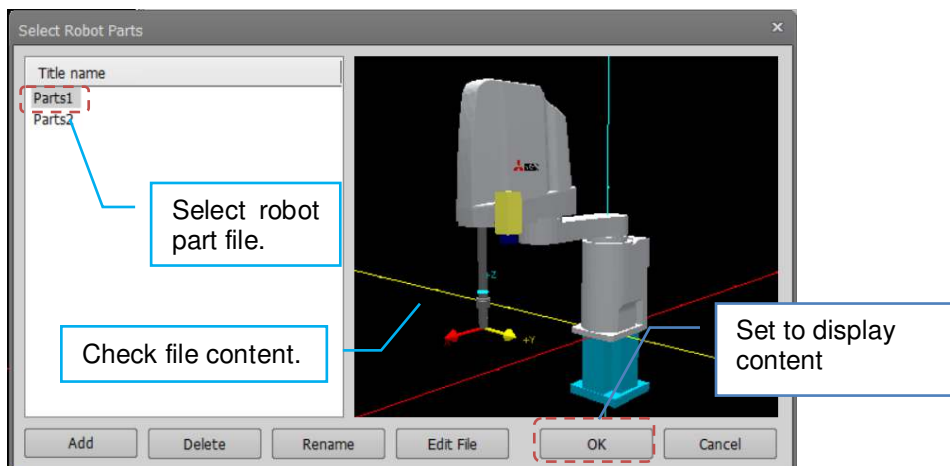 Select Robot Parts
Title name
Parts1
Parts2
Select robot
part file.
Check file content.
+Z
+Y
Set to display
content
Add
Delete
Rename
Edit File
OK
Cancel